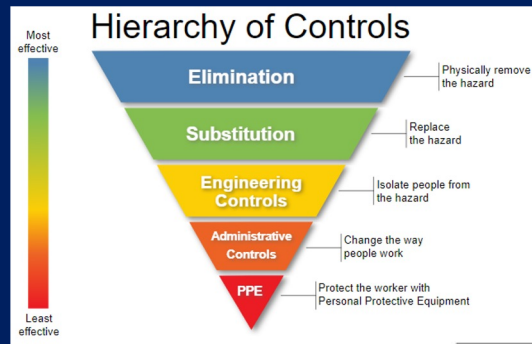 Hierarchy of Controls
Most
effective
Elimination
Physically remove
the hazard
Substitution
Replace
the hazard
Engineering
Controls
Isolate people from
the hazard
Administrative
Controls
Change the way
people work
PPE
Protect the worker with
Personal Protective Equipment
Least
effective